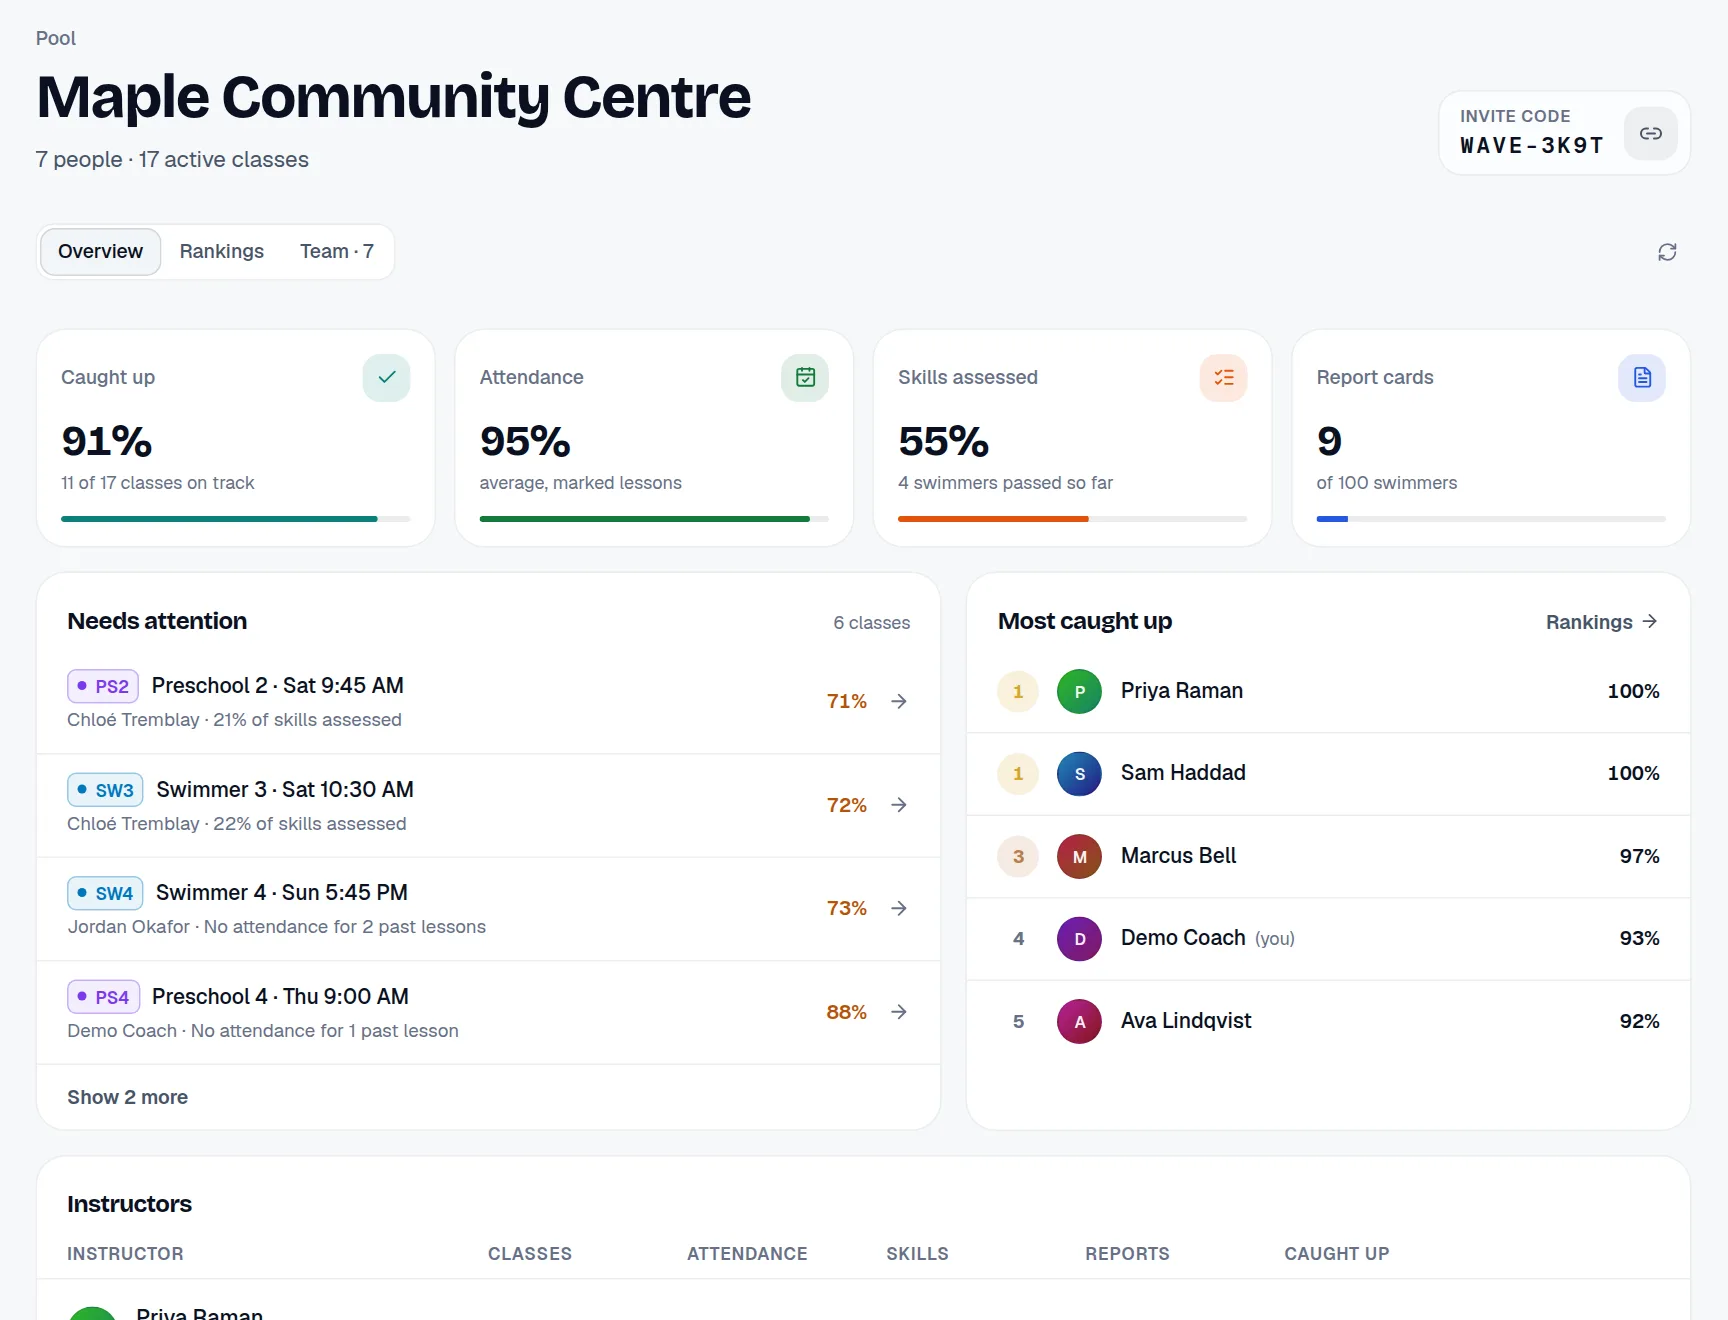 Pool
Maple Community Centre
7 people · 17 active classes
INVITE CODE
WAVE-3K9T
Overview
Rankings
Team · 7
Caught up
91%
11 of 17 classes on track
Attendance
95%
average, marked lessons
Skills assessed
55%
4 swimmers passed so far
Report cards
9
of 100 swimmers
Needs attention
6 classes
PS2 Preschool 2 · Sat 9:45 AM
Chloé Tremblay · 21% of skills assessed
71%
SW3 Swimmer 3 · Sat 10:30 AM
Chloé Tremblay · 22% of skills assessed
72%
SW4 Swimmer 4 · Sun 5:45 PM
Jordan Okafor · No attendance for 2 past lessons
73%
PS4 Preschool 4 · Thu 9:00 AM
Demo Coach · No attendance for 1 past lesson
88%
Show 2 more
Most caught up
Rankings
1 P Priya Raman 100%
1 S Sam Haddad 100%
3 M Marcus Bell 97%
4 D Demo Coach (you) 93%
5 A Ava Lindqvist 92%
Instructors
INSTRUCTOR CLASSES ATTENDANCE SKILLS REPORTS CAUGHT UP
Priya Raman